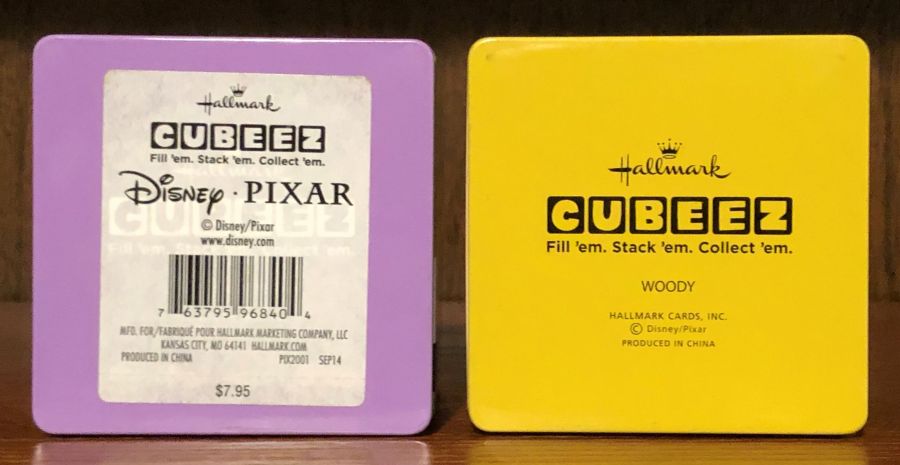 Hallmark
CUBEEZ
Fill 'em. Stack 'em. Collect 'em.
Disney · PIXAR
© Disney/Pixar
www.disney.com
7 63795 96840 4
MFD. FOR/FABRIQUÉ POUR HALLMARK MARKETING COMPANY, LLC
KANSAS CITY, MO 64141 HALLMARK.COM
PRODUCED IN CHINA PIX2001 SEP14
$7.95
Hallmark
CUBEEZ
Fill 'em. Stack 'em. Collect 'em.
WOODY
HALLMARK CARDS, INC.
© Disney/Pixar
PRODUCED IN CHINA